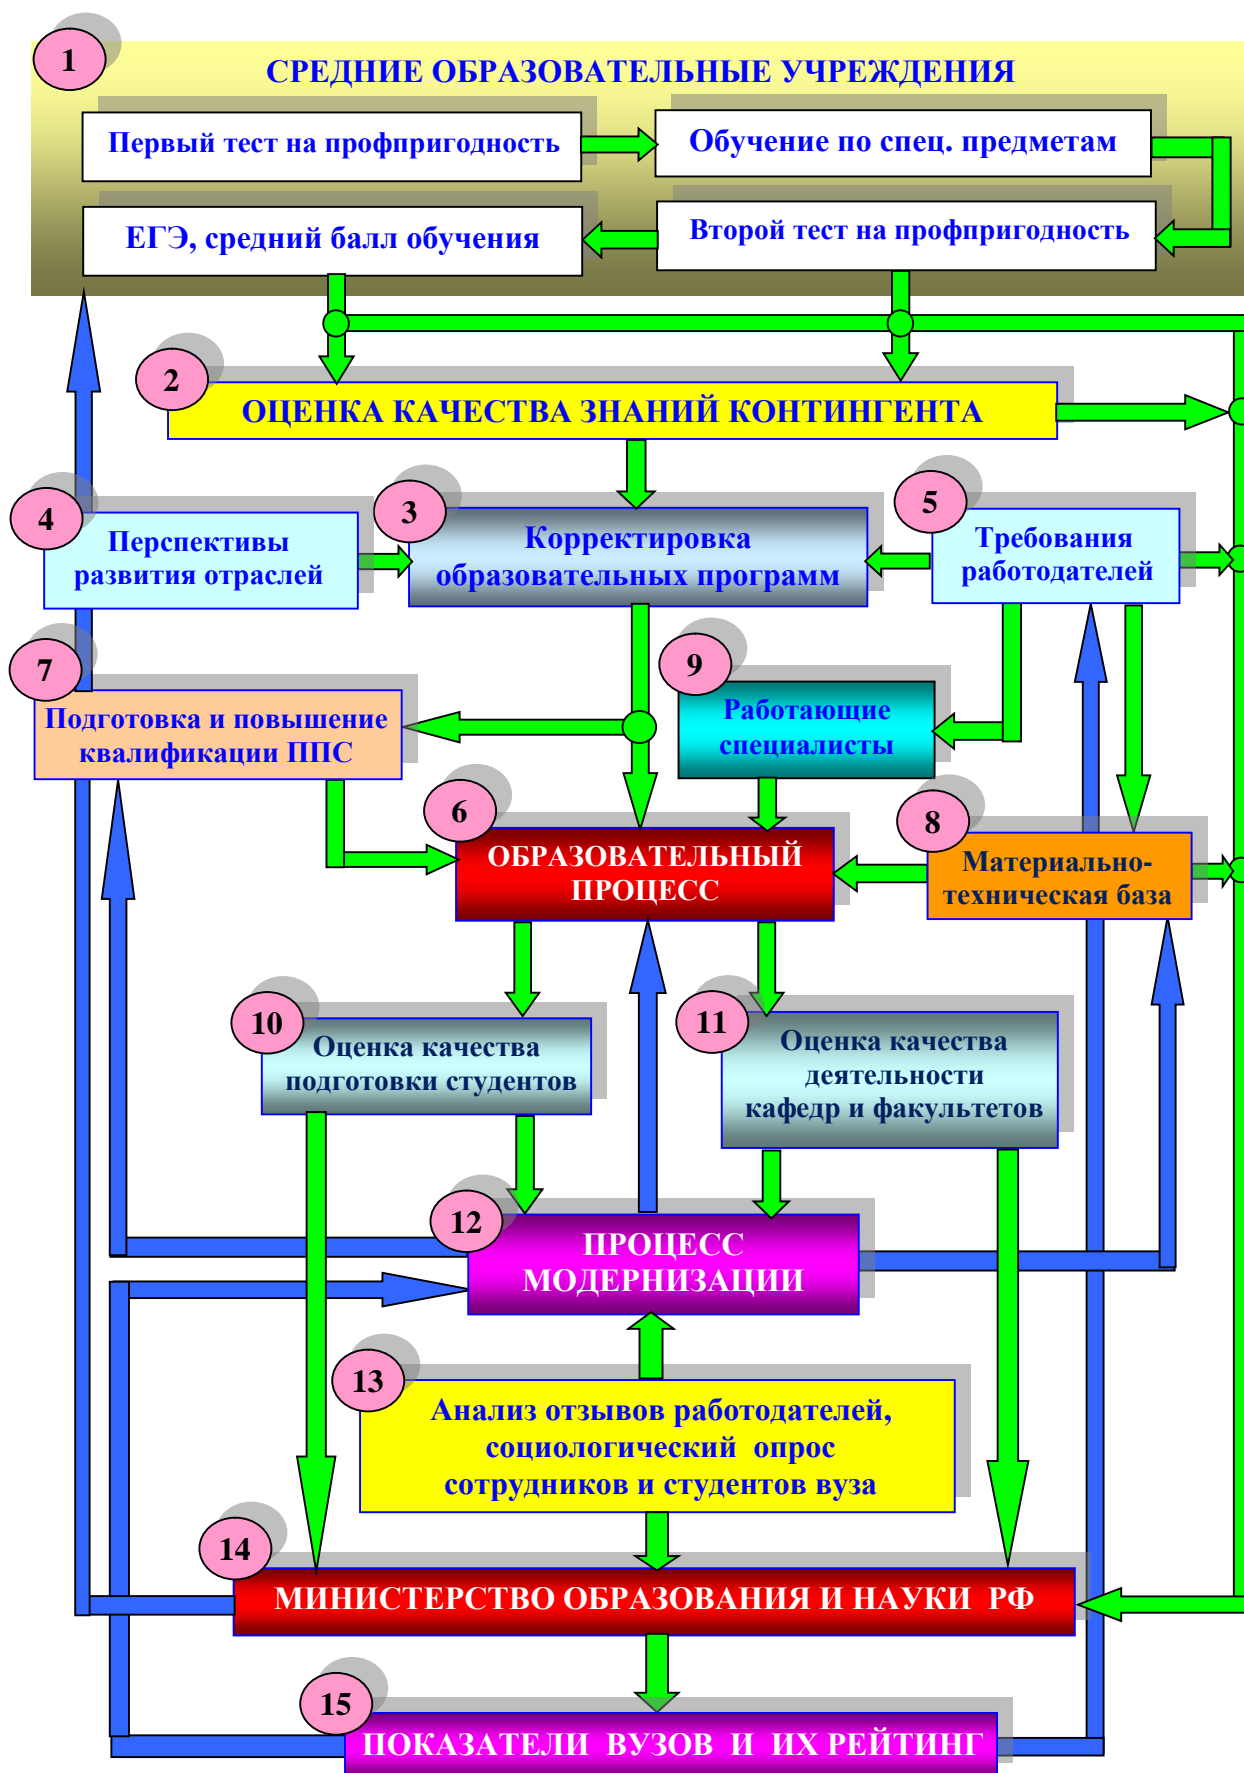 1
СРЕДНИЕ ОБРАЗОВАТЕЛЬНЫЕ УЧРЕЖДЕНИЯ
Первый тест на профпригодность
Обучение по спец. предметам
ЕГЭ, средний балл обучения
Второй тест на профпригодность
2
ОЦЕНКА КАЧЕСТВА ЗНАНИЙ КОНТИНГЕНТА
4
Перспективы
развития отраслей
3
Корректировка
образовательных программ
5
Требования
работодателей
7
Подготовка и повышение
квалификации ППС
9
Работающие
специалисты
6
ОБРАЗОВАТЕЛЬНЫЙ
ПРОЦЕСС
8
Материально-
техническая база
10
Оценка качества
подготовки студентов
11
Оценка качества
деятельности
кафедр и факультетов
12
ПРОЦЕСС
МОДЕРНИЗАЦИИ
13
Анализ отзывов работодателей,
социологический опрос
сотрудников и студентов вуза
14
МИНИСТЕРСТВО ОБРАЗОВАНИЯ И НАУКИ РФ
15
ПОКАЗАТЕЛИ ВУЗОВ И ИХ РЕЙТИНГ